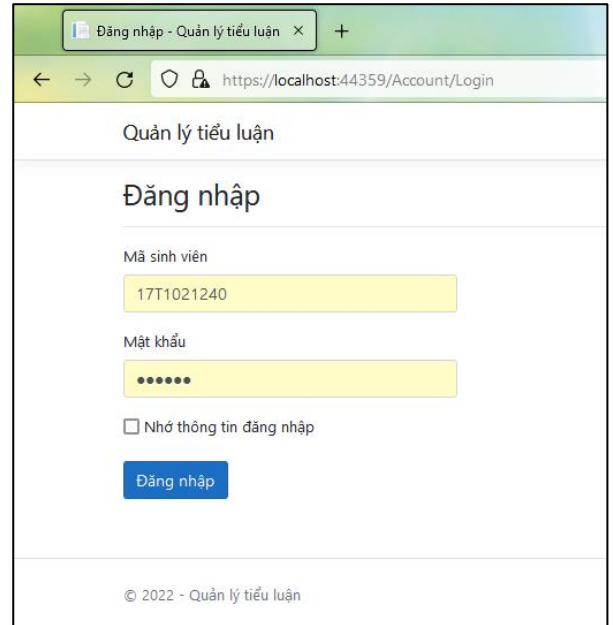 Đăng nhập - Quản lý tiểu luận
https://localhost:44359/Account/Login
Quản lý tiểu luận
Đăng nhập
Mã sinh viên
17T1021240
Mật khẩu
●●●●●●
Nhớ thông tin đăng nhập
Đăng nhập
© 2022 - Quản lý tiểu luận